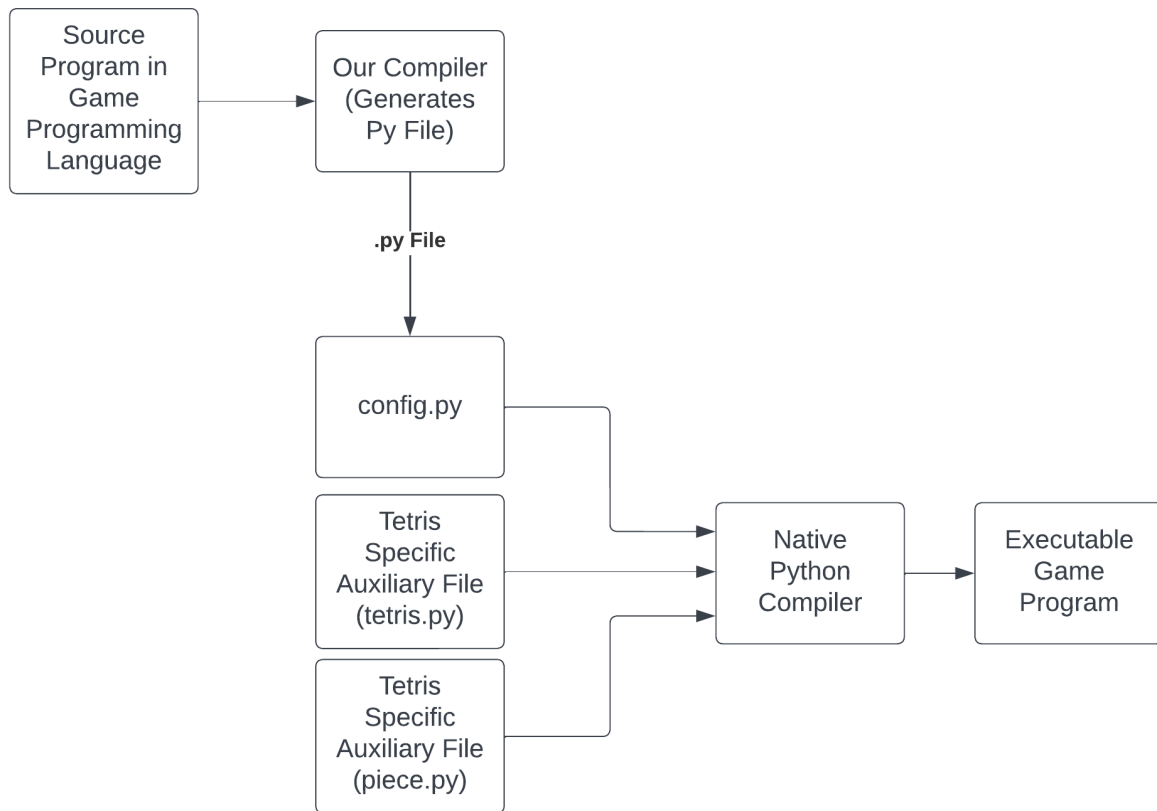 Source
Program in
Game
Programming
Language
Our Compiler
(Generates
Py File)
.py File
config.py
Tetris
Specific
Auxiliary File
(tetris.py)
Tetris
Specific
Auxiliary File
(piece.py)
Native
Python
Compiler
Executable
Game
Program